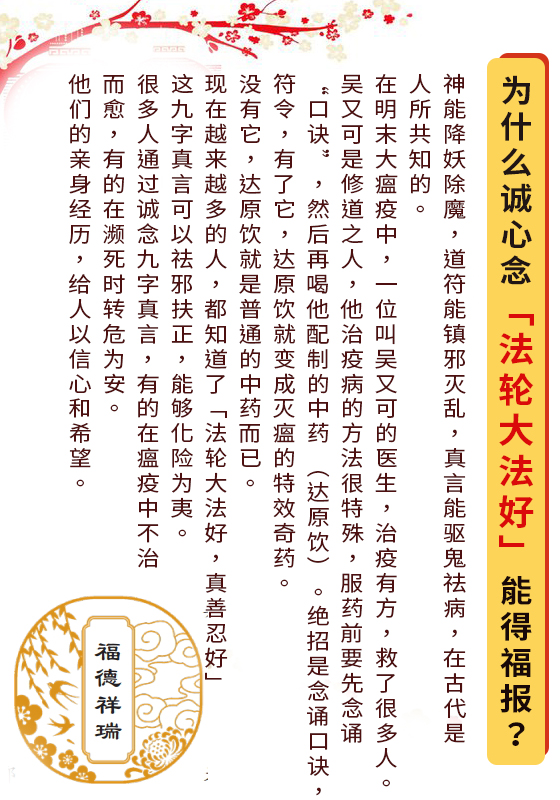 为什么诚心念「法轮大法好」能得福报？
神能降妖除魔，道符能镇邪灭乱，真言能驱鬼祛病，在古代是
人所共知的。
在明末大瘟疫中，一位叫吴又可的医生，治疫有方，救了很多人。
吴又可是修道之人，他治疫病的方法很特殊，服药前要先念诵
“口诀”，然后再喝他配制的中药（达原饮）。绝招是念诵口诀，
符令，有了它，达原饮就变成灭瘟的特效奇药。
没有它，达原饮就是普通的中药而已。
现在越来越多的人，都知道了「法轮大法好，真善忍好」
这九字真言可以祛邪扶正，能够化险为夷。
很多人通过诚念九字真言，有的在瘟疫中不治
而愈，有的在濒死时转危为安。
他们的亲身经历，给人以信心和希望。
福德祥瑞